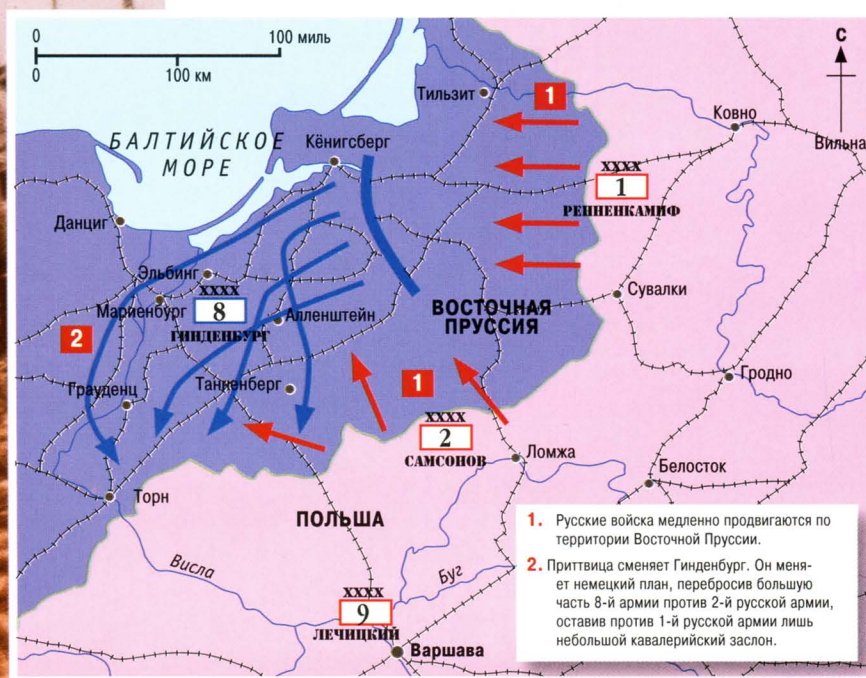 0 100 миль
0 100 км
С
БАЛТИЙСКОЕ
МОРЕ
Тильзит
1
Ковно
Вильна
Кёнигсберг
XXXX
1
РЕННЕНКАМПФ
Данциг
Эльбинг
XXXX
8
ГИНДЕНБУРГ
Мариенбург
Алленштейн
ВОСТОЧНАЯ
ПРУССИЯ
Сувалки
2
Грауденц
Танненберг
1
Гродно
XXXX
2
САМСОНОВ
Ломжа
Белосток
Торн
ПОЛЬША
Висла
Буг
XXXX
9
ЛЕЧИЦКИЙ
Варшава
1. Русские войска медленно продвигаются по
территории Восточной Пруссии.
2. Приттвица сменяет Гинденбург. Он меня-
ет немецкий план, перебросив большую
часть 8-й армии против 2-й русской армии,
оставив против 1-й русской армии лишь
небольшой кавалерийский заслон.